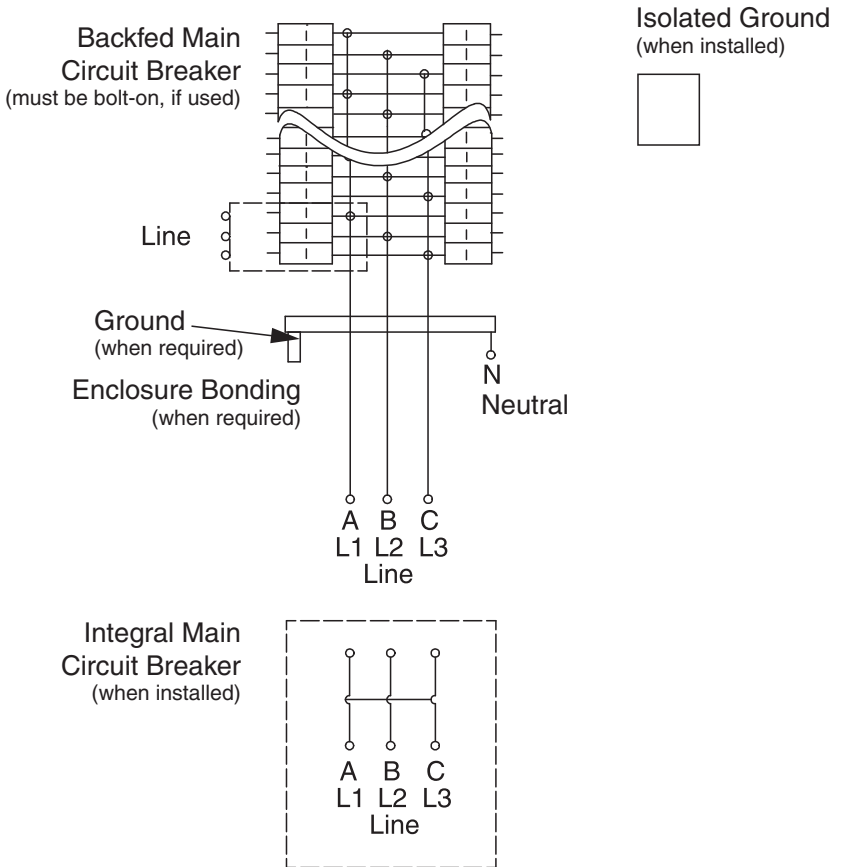 Backfed Main
Circuit Breaker
(must be bolt-on, if used)
Isolated Ground
(when installed)
Line
Ground
(when required)
Enclosure Bonding
(when required)
N
Neutral
A B C
L1 L2 L3
Line
Integral Main
Circuit Breaker
(when installed)
A B C
L1 L2 L3
Line